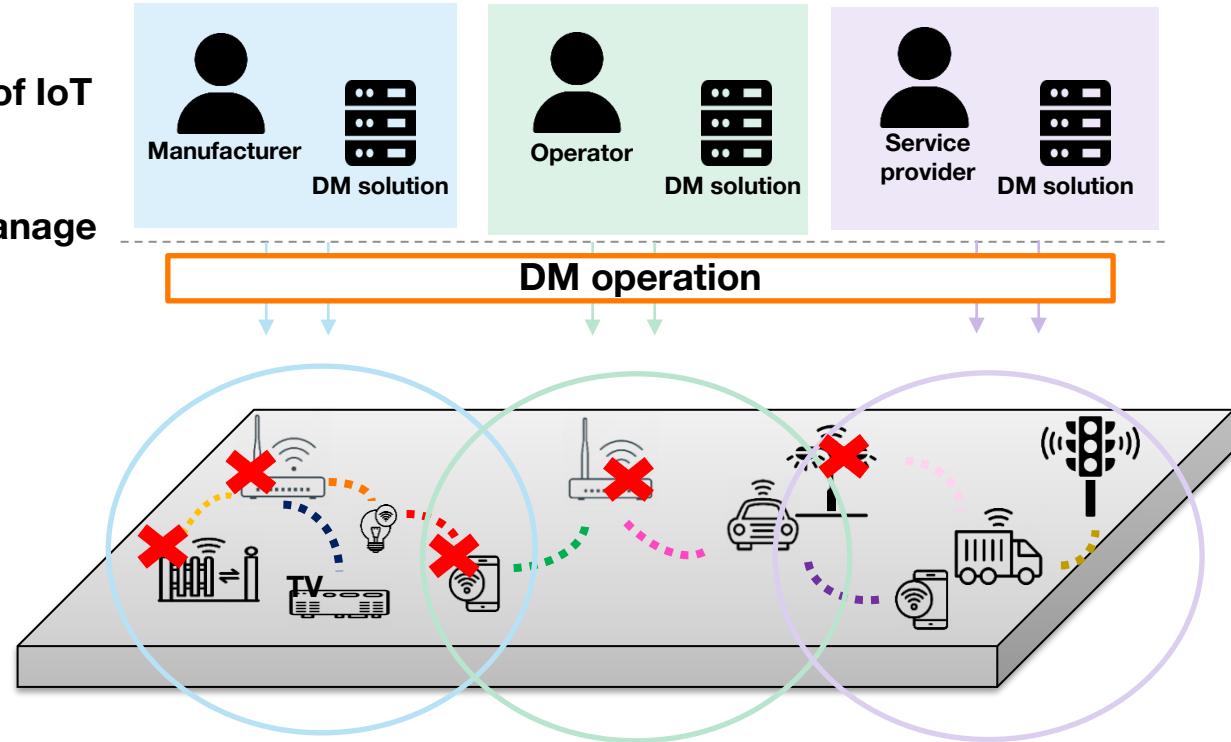 of IoT
Manufacturer
DM solution
Operator
DM solution
Service
provider
DM solution
anage
DM operation
TV